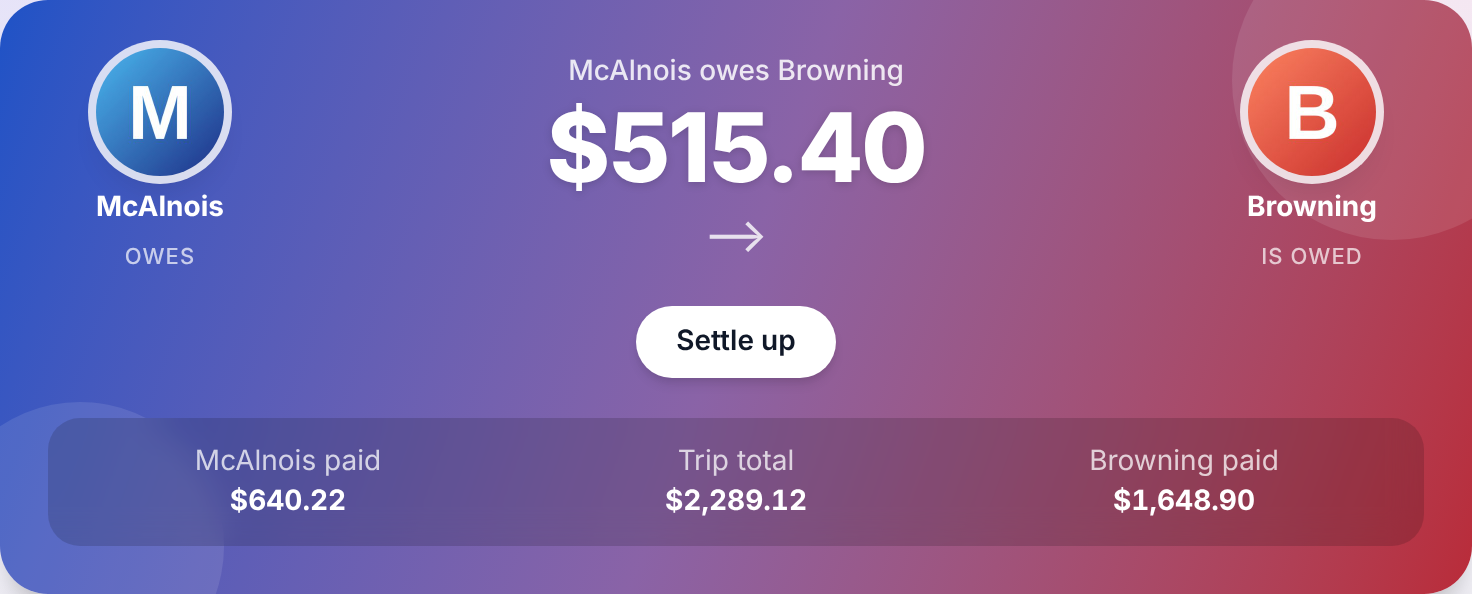 M
McAlnois
OWES
McAlnois owes Browning
$515.40
B
Browning
IS OWED
Settle up
McAlnois paid
$640.22
Trip total
$2,289.12
Browning paid
$1,648.90